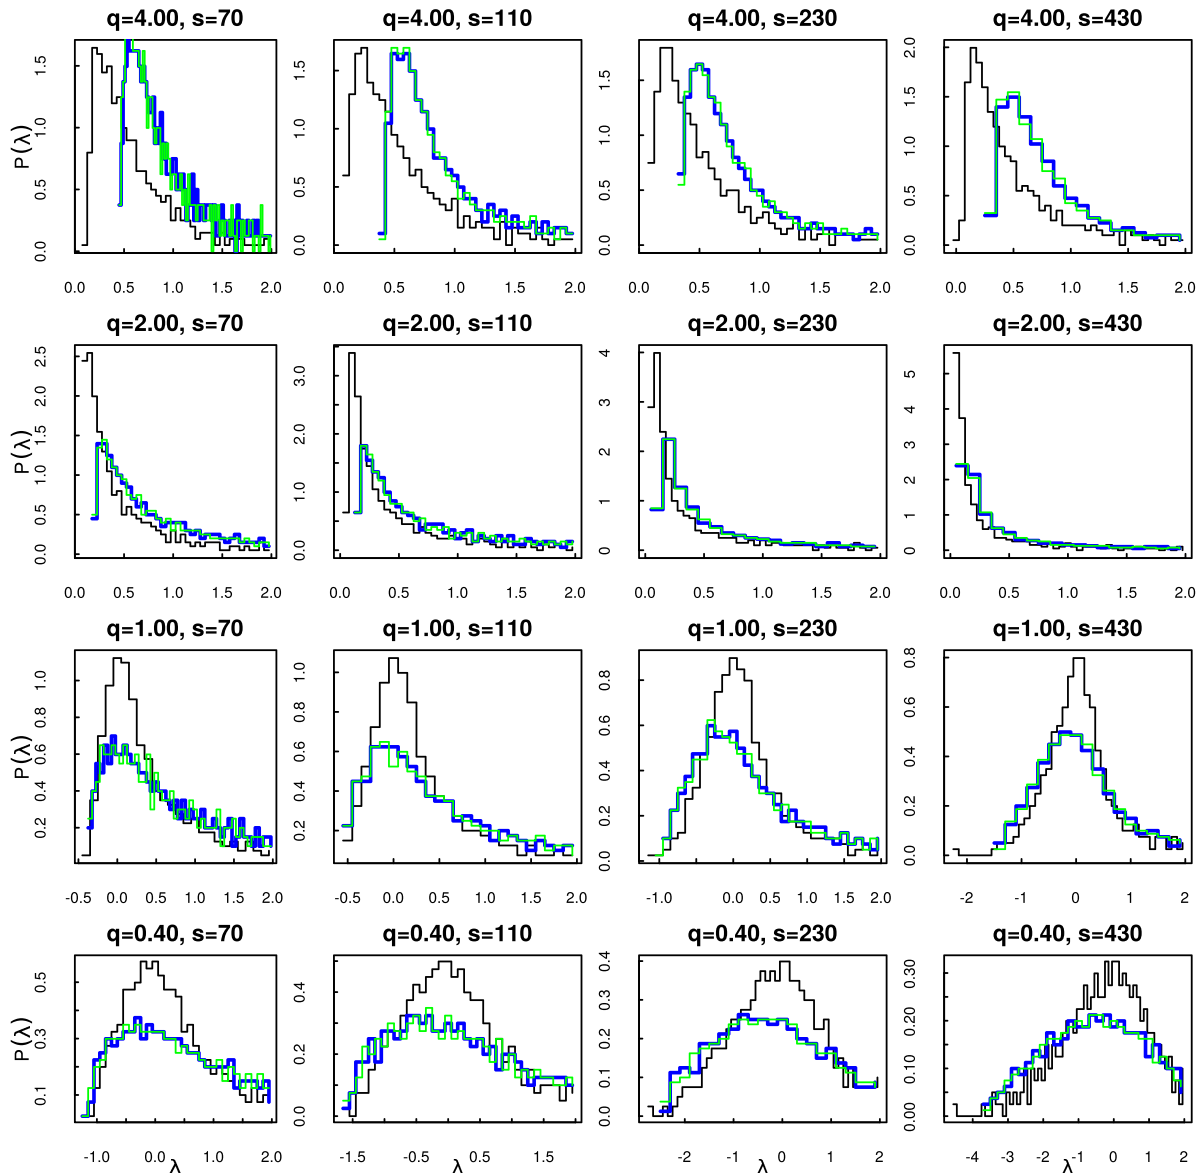 q=4.00, s=70 q=4.00, s=110 q=4.00, s=230 q=4.00, s=430
P(λ)
0.0 0.5 1.0 1.5
0.0 0.5 1.0 1.5
0.0 0.5 1.0 1.5
0.0 0.5 1.0 1.5 2.0
0.0 0.5 1.0 1.5 2.0 0.0 0.5 1.0 1.5 2.0 0.0 0.5 1.0 1.5 2.0 0.0 0.5 1.0 1.5 2.0
q=2.00, s=70 q=2.00, s=110 q=2.00, s=230 q=2.00, s=430
P(λ)
0.0 0.5 1.0 1.5 2.0 2.5
0.0 1.0 2.0 3.0
0 1 2 3 4
0 1 2 3 4 5
0.0 0.5 1.0 1.5 2.0 0.0 0.5 1.0 1.5 2.0 0.0 0.5 1.0 1.5 2.0 0.0 0.5 1.0 1.5 2.0
q=1.00, s=70 q=1.00, s=110 q=1.00, s=230 q=1.00, s=430
P(λ)
0.2 0.4 0.6 0.8 1.0
0.2 0.4 0.6 0.8 1.0
0.0 0.2 0.4 0.6 0.8
0.0 0.2 0.4 0.6 0.8
-0.5 0.0 0.5 1.0 1.5 2.0 -0.5 0.0 0.5 1.0 1.5 2.0 -1.0 0.0 0.5 1.0 1.5 2.0 -2 -1 0 1 2
q=0.40, s=70 q=0.40, s=110 q=0.40, s=230 q=0.40, s=430
P(λ)
0.1 0.3 0.5
0.0 0.2 0.4
0.0 0.1 0.2 0.3 0.4
0.00 0.10 0.20 0.30
-1.0 0.0 1.0 2.0 -1.5 -0.5 0.5 1.5 -2 -1 0 1 2 -4 -3 -2 -1 0 1 2
λ λ λ λ